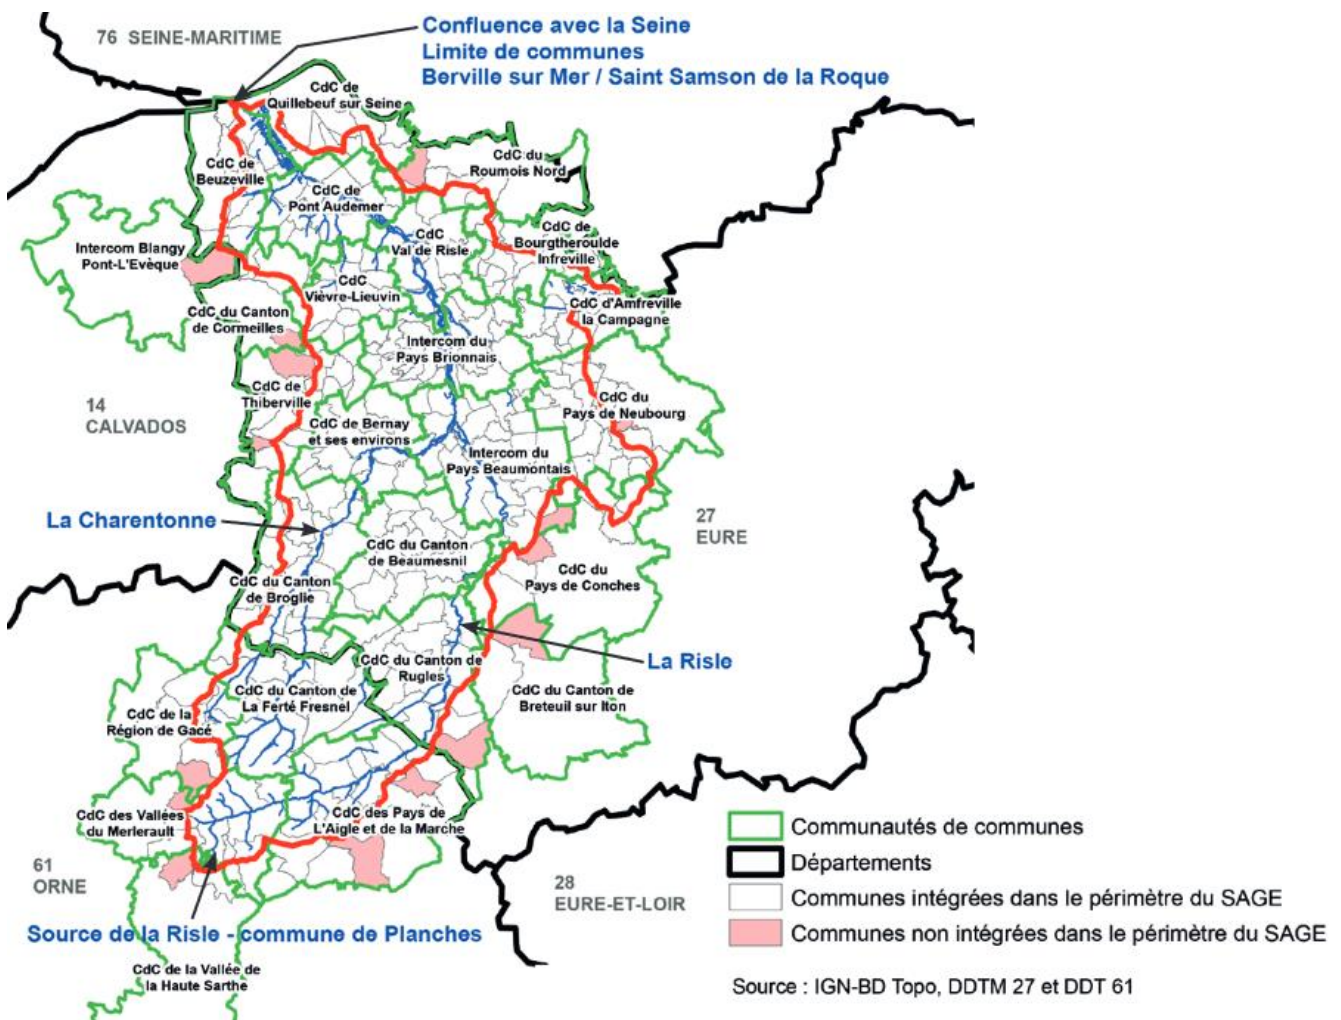 76 SEINE-MARITIME
Confluence avec la Seine
Limite de communes
Berville sur Mer / Saint Samson de la Roque
CdC de
Quillebeuf sur Seine
CdC du
Roumois Nord
CdC de
Beuzeville
CdC de
Pont Audemer
CdC
Val de Risle
CdC de
Bourgtheroulde
Infreville
Intercom Blangy
Pont-L'Evèque
CdC
Vièvre-Lieuvin
CdC d'Amfreville
la Campagne
CdC du Canton
de Cormeilles
Intercom du
Pays Brionnais
CdC de
Thiberville
CdC du
Pays de Neubourg
14
CALVADOS
CdC de Bernay
et ses environs
Intercom du
Pays Beaumontais
La Charentonne
27
EURE
CdC du Canton
de Beaumesnil
CdC du
Pays de Conches
CdC du Canton
de Broglie
La Risle
CdC du Canton de
Rugles
CdC du Canton de
La Ferté Fresnel
CdC du Canton de
Breteuil sur Iton
CdC de la
Région de Gacé
CdC des Vallées
du Merlerault
CdC des Pays de
L'Aigle et de la Marche
61
ORNE
28
EURE-ET-LOIR
Source de la Risle - commune de Planches
CdC de la Vallée de
la Haute Sarthe
Communautés de communes
Départements
Communes intégrées dans le périmètre du SAGE
Communes non intégrées dans le périmètre du SAGE
Source : IGN-BD Topo, DDTM 27 et DDT 61